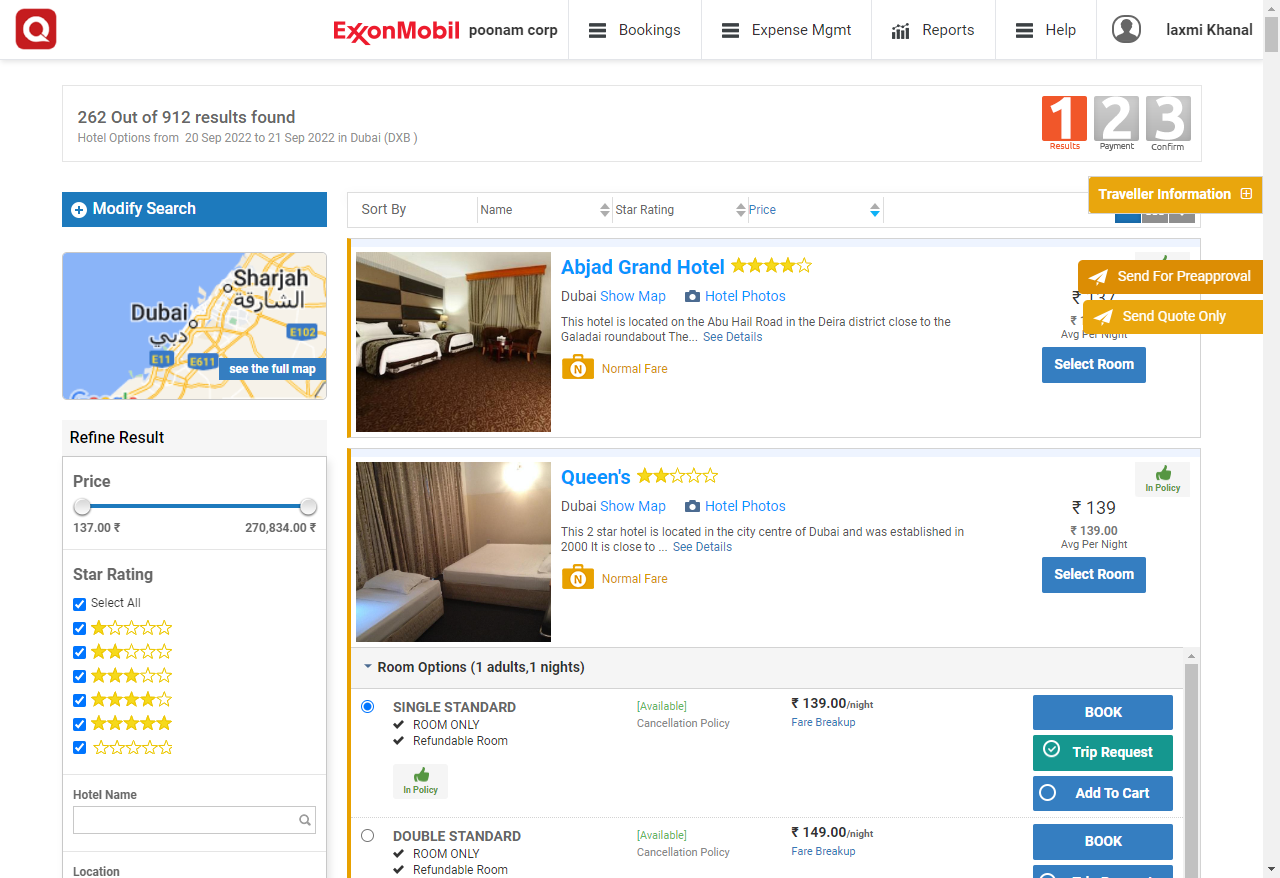 Q
ExxonMobil poonam corp Bookings Expense Mgmt Reports Help laxmi Khanal
262 Out of 912 results found
Hotel Options from 20 Sep 2022 to 21 Sep 2022 in Dubai (DXB )
1 2 3
Results Payment Confirm
Modify Search
Sort By Name Star Rating Price
Traveller Information
Send For Preapproval
Send Quote Only
Sharjah
الشارقة
Dubai
دبي
E102
E11 E611
see the full map
Google
Refine Result
Price
137.00 ₹ 270,834.00 ₹
Star Rating
Select All
Hotel Name
Location
Abjad Grand Hotel
Dubai Show Map Hotel Photos
₹ 137
This hotel is located on the Abu Hail Road in the Deira district close to the
Galadai roundabout The... See Details
Avg Per Night
N Normal Fare
Select Room
Queen's
In Policy
Dubai Show Map Hotel Photos
₹ 139
This 2 star hotel is located in the city centre of Dubai and was established in
2000 It is close to ... See Details
₹ 139.00
Avg Per Night
N Normal Fare
Select Room
Room Options (1 adults,1 nights)
SINGLE STANDARD [Available] ₹ 139.00/night BOOK
ROOM ONLY Cancellation Policy Fare Breakup
Refundable Room
Trip Request
In Policy
Add To Cart
DOUBLE STANDARD [Available] ₹ 149.00/night BOOK
ROOM ONLY Cancellation Policy Fare Breakup
Refundable Room